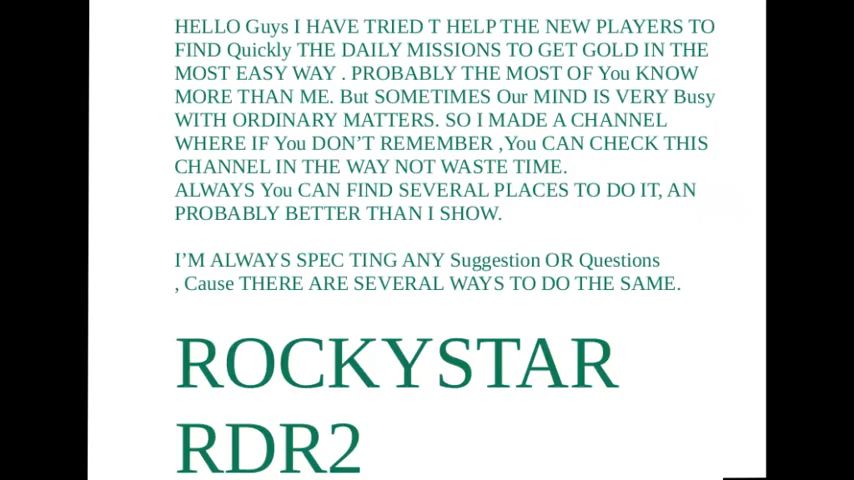 HELLO Guys I HAVE TRIED T HELP THE NEW PLAYERS TO
FIND Quickly THE DAILY MISSIONS TO GET GOLD IN THE
MOST EASY WAY . PROBABLY THE MOST OF You KNOW
MORE THAN ME. But SOMETIMES Our MIND IS VERY Busy
WITH ORDINARY MATTERS. SO I MADE A CHANNEL
WHERE IF You DON’T REMEMBER ,You CAN CHECK THIS
CHANNEL IN THE WAY NOT WASTE TIME.
ALWAYS You CAN FIND SEVERAL PLACES TO DO IT, AN
PROBABLY BETTER THAN I SHOW.
I’M ALWAYS SPEC TING ANY Suggestion OR Questions
, Cause THERE ARE SEVERAL WAYS TO DO THE SAME.
ROCKYSTAR
RDR2